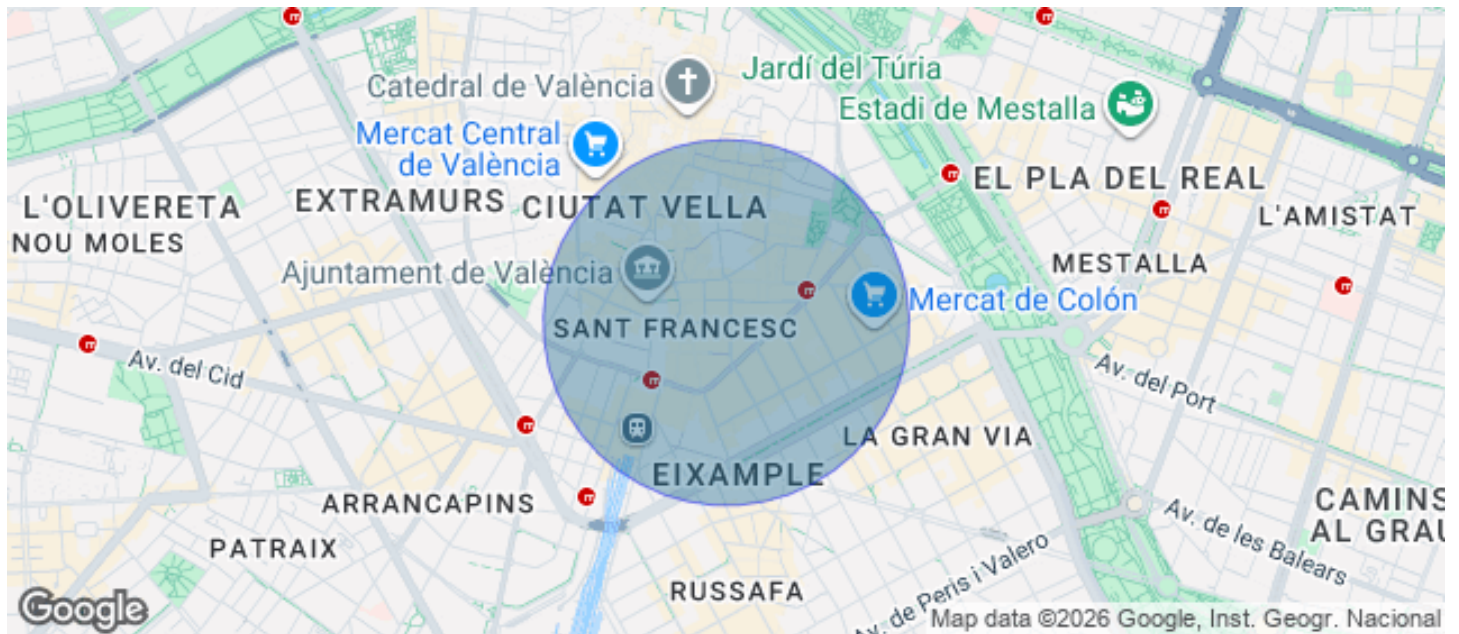 Catedral de València
Jardí del Túria
Estadi de Mestalla
Mercat Central
de València
EL PLA DEL REAL
L'OLIVERETA
EXTRAMURS
CIUTAT VELLA
L'AMISTAT
NOU MOLES
Ajuntament de València
MESTALLA
Mercat de Colón
SANT FRANCESC
Av. del Cid
Av. del Port
LA GRAN VIA
EIXAMPLE
ARRANCAPINS
CAMINS
AL GRAU
Av. de les Balears
PATRAIX
Av. de Peris i Valero
RUSSAFA
Google
Map data ©2026 Google, Inst. Geogr. Nacional